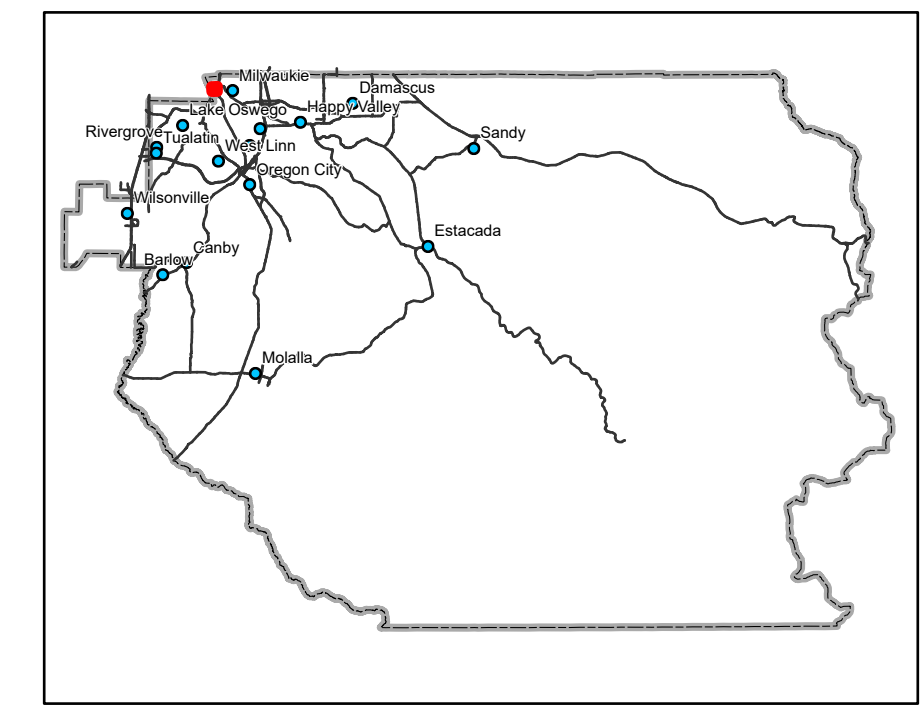 Milwaukie
Damascus
Lake Oswego
Happy Valley
Rivergrove
Tualatin
Sandy
West Linn
Oregon City
Wilsonville
Estacada
Canby
Barlow
Molalla